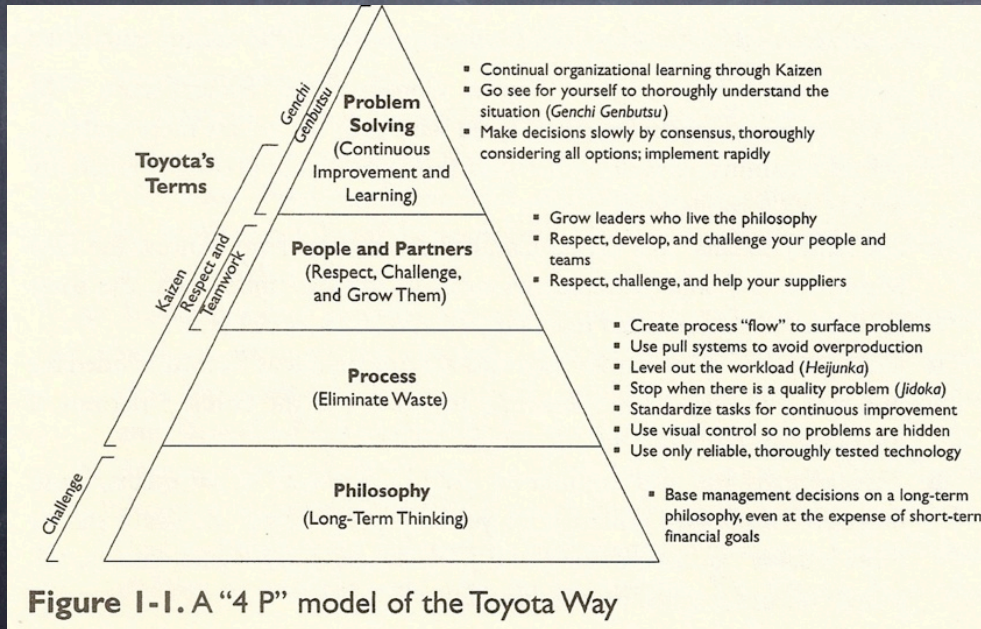 Toyota's
Terms
Genchi
Genbutsu
Kaizen
Respect and
Teamwork
Challenge
Problem
Solving
(Continuous
Improvement and
Learning)
▪ Continual organizational learning through Kaizen
▪ Go see for yourself to thoroughly understand the
situation (Genchi Genbutsu)
▪ Make decisions slowly by consensus, thoroughly
considering all options; implement rapidly
People and Partners
(Respect, Challenge,
and Grow Them)
▪ Grow leaders who live the philosophy
▪ Respect, develop, and challenge your people and
teams
▪ Respect, challenge, and help your suppliers
Process
(Eliminate Waste)
▪ Create process “flow” to surface problems
▪ Use pull systems to avoid overproduction
▪ Level out the workload (Heijunka)
▪ Stop when there is a quality problem (Jidoka)
▪ Standardize tasks for continuous improvement
▪ Use visual control so no problems are hidden
▪ Use only reliable, thoroughly tested technology
Philosophy
(Long-Term Thinking)
▪ Base management decisions on a long-term
philosophy, even at the expense of short-term
financial goals
Figure 1-1. A “4 P” model of the Toyota Way